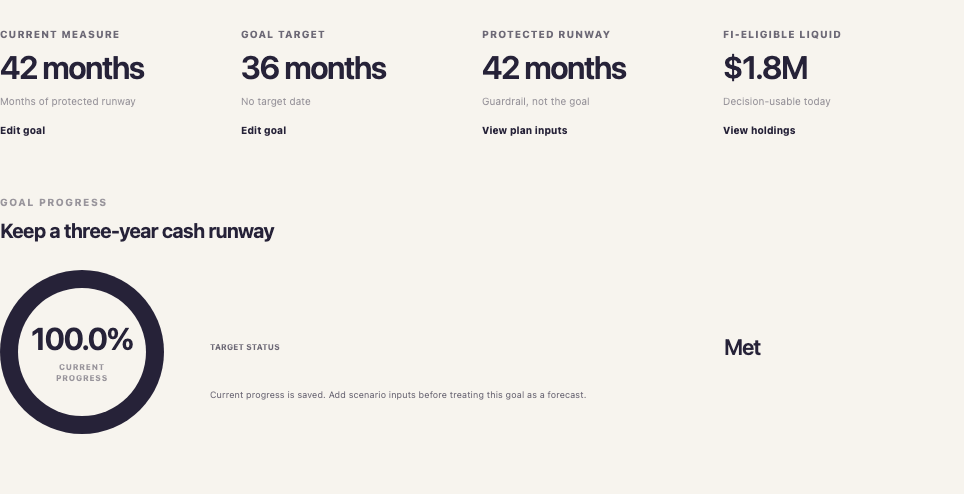 CURRENT MEASURE
42 months
Months of protected runway
Edit goal
GOAL TARGET
36 months
No target date
Edit goal
PROTECTED RUNWAY
42 months
Guardrail, not the goal
View plan inputs
FI-ELIGIBLE LIQUID
$1.8M
Decision-usable today
View holdings
GOAL PROGRESS
Keep a three-year cash runway
100.0%
CURRENT
PROGRESS
TARGET STATUS
Met
Current progress is saved. Add scenario inputs before treating this goal as a forecast.